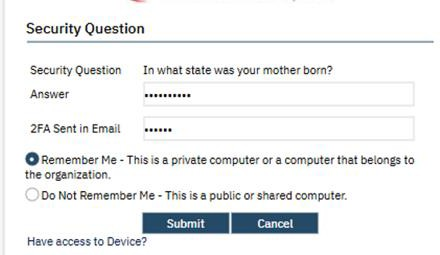 Security Question
Security Question In what state was your mother born?
Answer ••••••••••
2FA Sent in Email ••••••
Remember Me - This is a private computer or a computer that belongs to
the organization.
Do Not Remember Me - This is a public or shared computer.
Submit Cancel
Have access to Device?